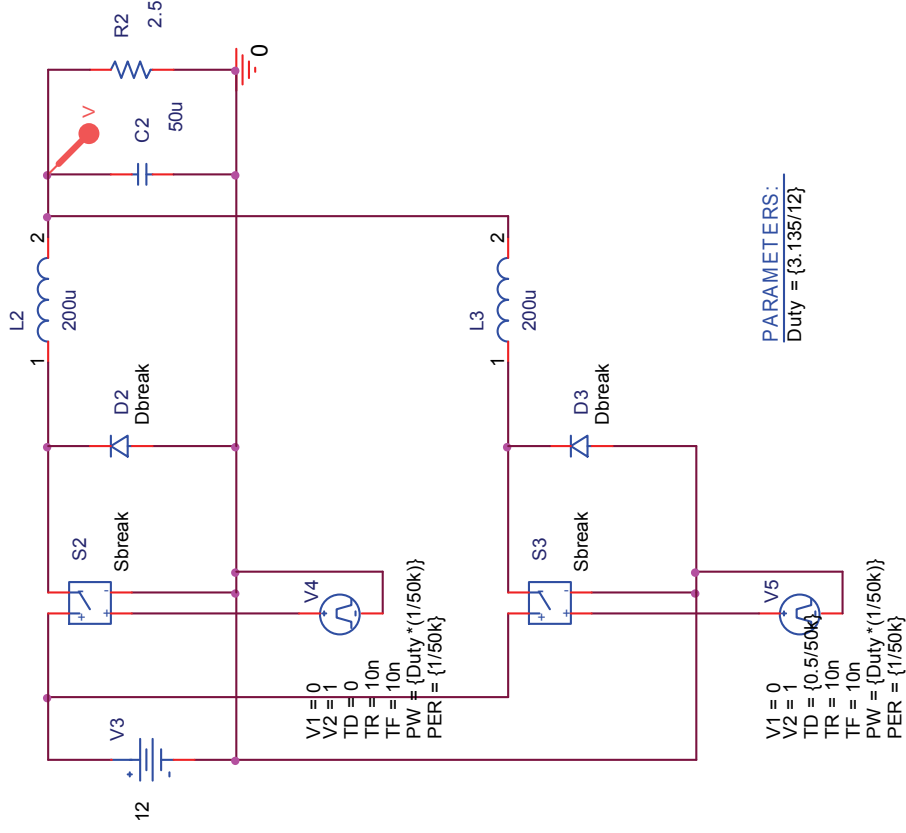 R2
2.5
0
V
C2
50u
L2
1
2
200u
L3
1
2
200u
PARAMETERS:
Duty = {3.135/12}
D2
Dbreak
D3
Dbreak
S2
+
-
+
-
Sbreak
S3
+
-
+
-
Sbreak
V3
+
-
12
V4
+
-
V1 = 0
V2 = 1
TD = 0
TR = 10n
TF = 10n
PW = {Duty*(1/50k)}
PER = {1/50k}
V5
+
-
V1 = 0
V2 = 1
TD = {0.5/50k}
TR = 10n
TF = 10n
PW = {Duty*(1/50k)}
PER = {1/50k}